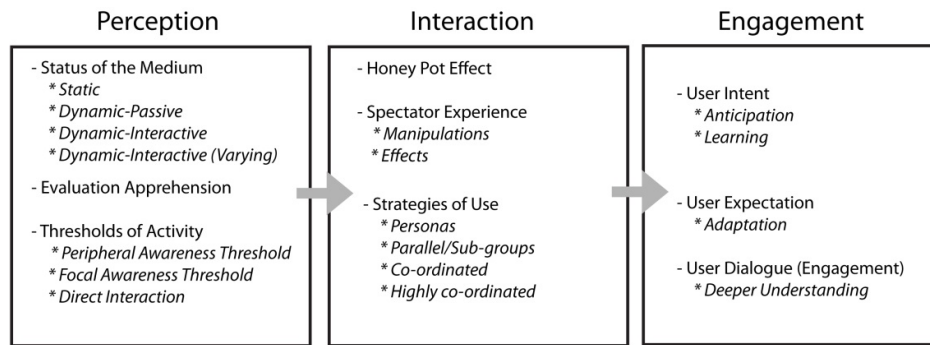 Perception
- Status of the Medium
* Static
* Dynamic-Passive
* Dynamic-Interactive
* Dynamic-Interactive (Varying)
- Evaluation Apprehension
- Thresholds of Activity
* Peripheral Awareness Threshold
* Focal Awareness Threshold
* Direct Interaction
Interaction
- Honey Pot Effect
- Spectator Experience
* Manipulations
* Effects
- Strategies of Use
* Personas
* Parallel/Sub-groups
* Co-ordinated
* Highly co-ordinated
Engagement
- User Intent
* Anticipation
* Learning
- User Expectation
* Adaptation
- User Dialogue (Engagement)
* Deeper Understanding